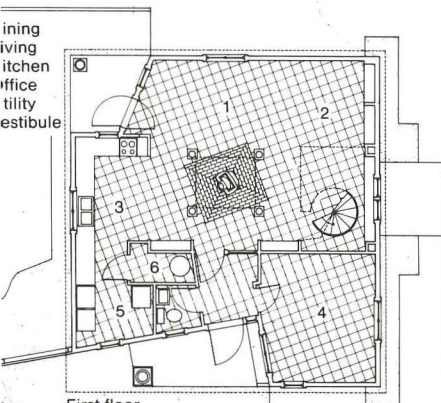 ining
iving
itchen
ffice
tility
estibule
1
2
3
6
5
4
First floor